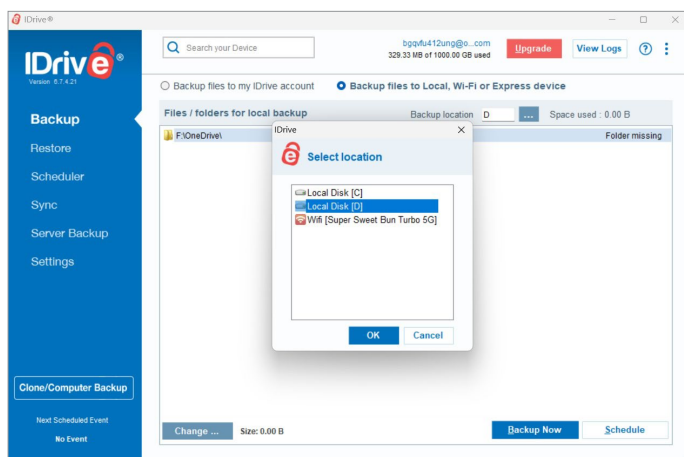 IDrive®
IDrive®
Version 6.7.4.21
Search your Device
bgqvfu412ung@o...com
329.33 MB of 1000.00 GB used
Upgrade
View Logs
?
Backup files to my IDrive account
Backup files to Local, Wi-Fi or Express device
Backup
Restore
Scheduler
Sync
Server Backup
Settings
Clone/Computer Backup
Next Scheduled Event
No Event
Files / folders for local backup
Backup location D ... Space used : 0.00 B
F:\OneDrive\ Folder missing
IDrive
Select location
Local Disk [C]
Local Disk [D]
Wifi [Super Sweet Bun Turbo 5G]
OK Cancel
Change ... Size: 0.00 B
Backup Now
Schedule